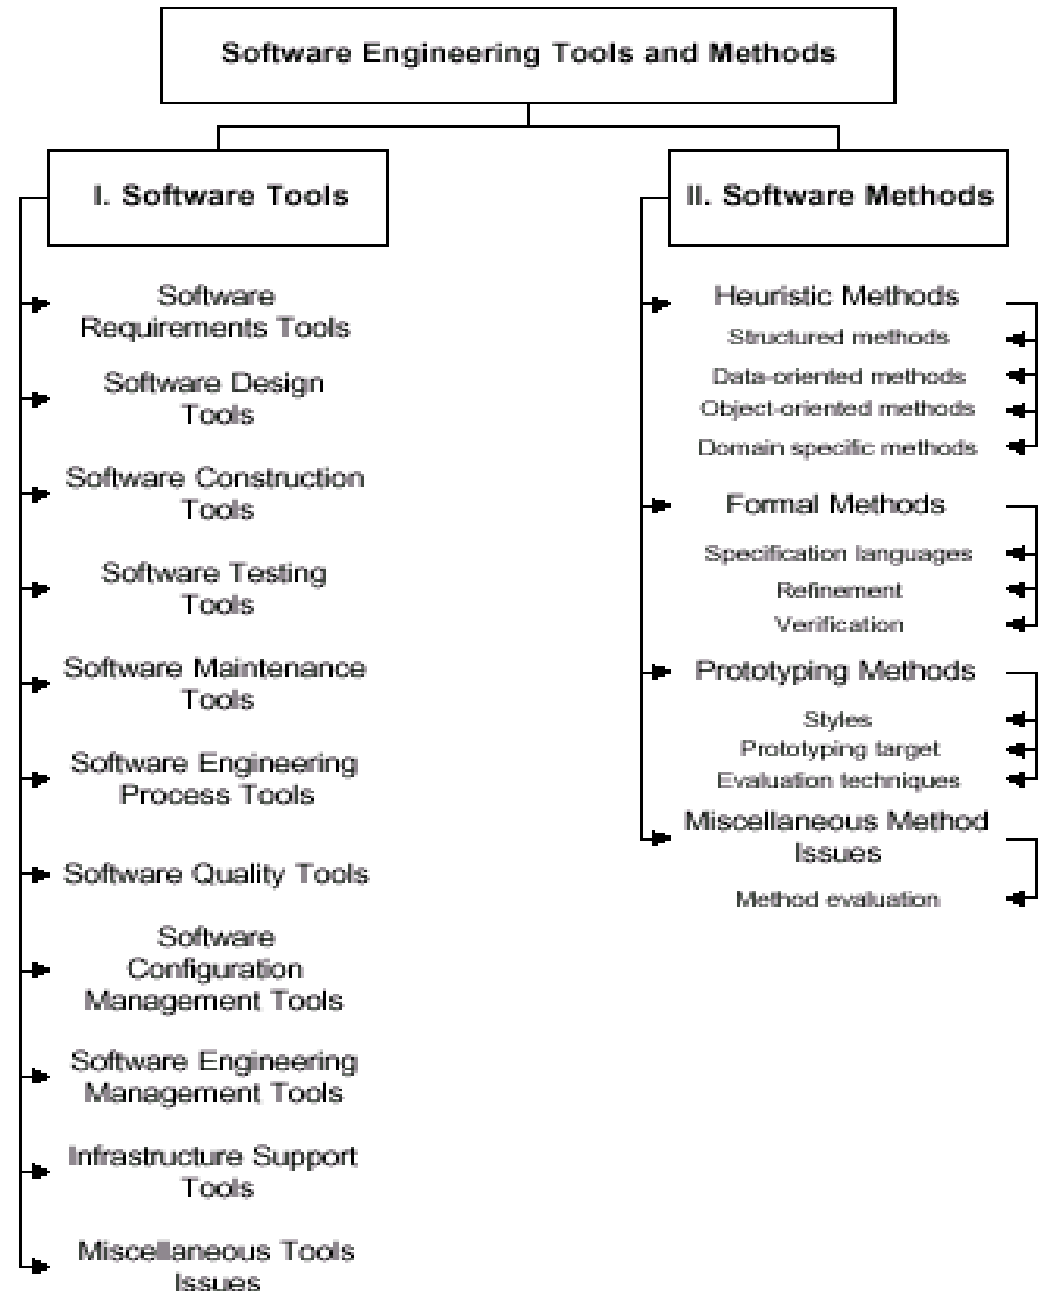 Software Engineering Tools and Methods
I. Software Tools
Software
Requirements Tools
Software Design
Tools
Software Construction
Tools
Software Testing
Tools
Software Maintenance
Tools
Software Engineering
Process Tools
Software Quality Tools
Software
Configuration
Management Tools
Software Engineering
Management Tools
Infrastructure Support
Tools
Miscellaneous Tools
Issues
II. Software Methods
Heuristic Methods
Structured methods
Data-oriented methods
Object-oriented methods
Domain specific methods
Formal Methods
Specification languages
Refinement
Verification
Prototyping Methods
Styles
Prototyping target
Evaluation techniques
Miscellaneous Method
Issues
Method evaluation